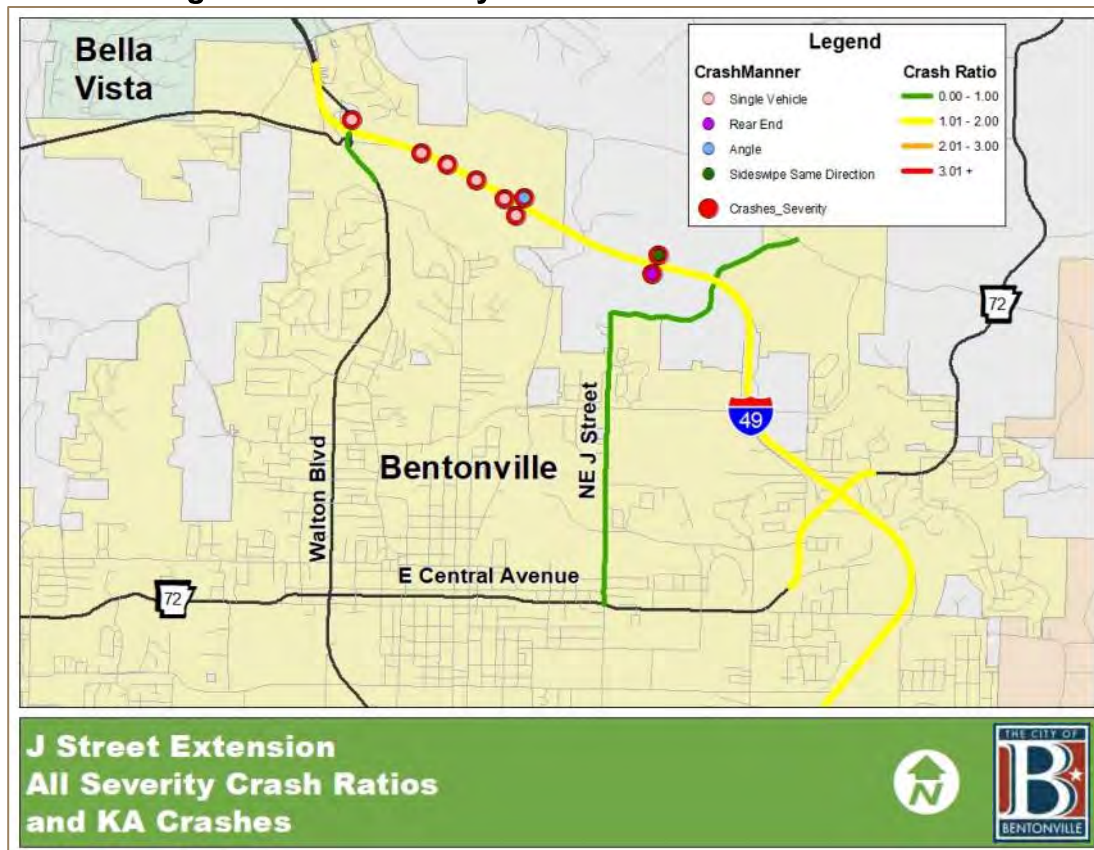 Bella
Vista
Legend
CrashManner
Single Vehicle
Rear End
Angle
Sideswipe Same Direction
Crashes_Severity
Crash Ratio
0.00 - 1.00
1.01 - 2.00
2.01 - 3.00
3.01 +
72
NE J Street
49
Walton Blvd
Bentonville
E Central Avenue
72
J Street Extension
All Severity Crash Ratios
and KA Crashes
N
THE CITY OF
B
BENTONVILLE